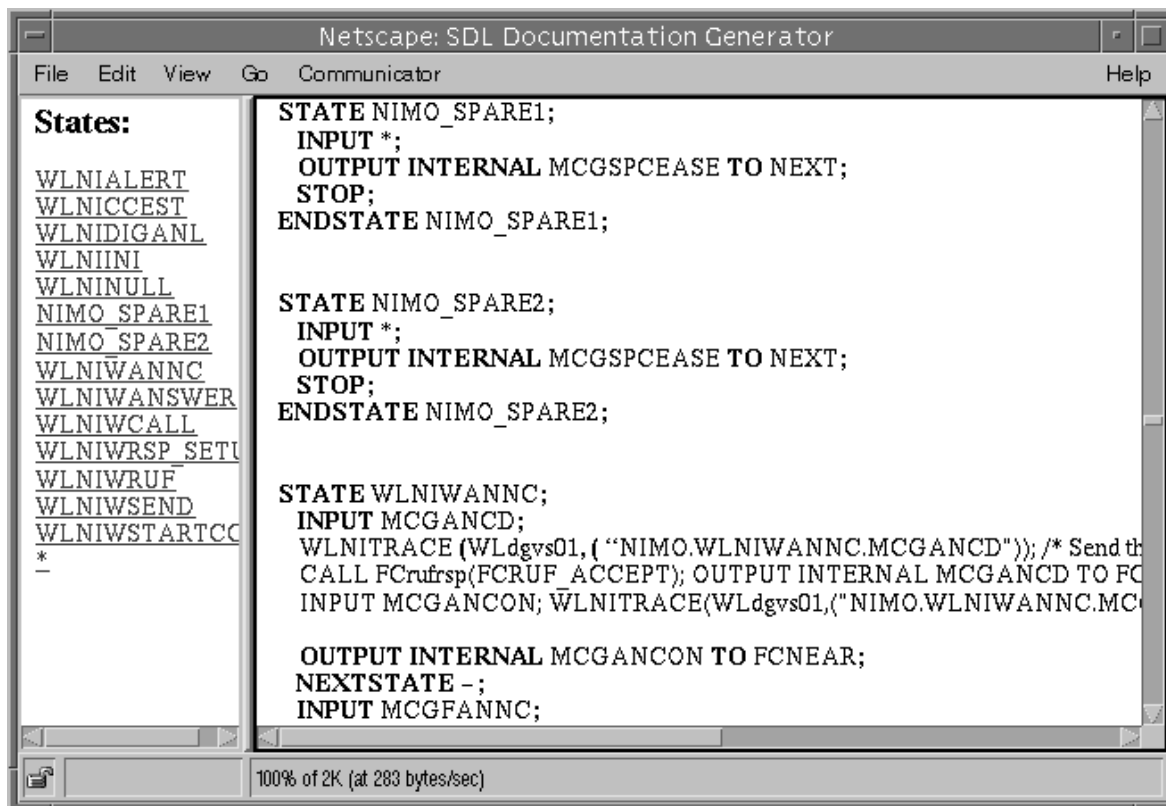 Netscape: SDL Documentation Generator
File Edit View Go Communicator Help
States:
WLNIALERT
WLNICCEST
WLNIDIGANL
WLNIINI
WLNINULL
NIMO_SPARE1
NIMO_SPARE2
WLNIWANNC
WLNIWANSWER
WLNIWCALL
WLNIWRSP_SETU
WLNIWRUF
WLNIWSEND
WLNIWSTARTCO
*
STATE NIMO_SPARE1;
INPUT *;
OUTPUT INTERNAL MCGSPCEASE TO NEXT;
STOP;
ENDSTATE NIMO_SPARE1;
STATE NIMO_SPARE2;
INPUT *;
OUTPUT INTERNAL MCGSPCEASE TO NEXT;
STOP;
ENDSTATE NIMO_SPARE2;
STATE WLNIWANNC;
INPUT MCGANCD;
WLNITRACE (WLdgvs01, ( “NIMO.WLNIWANNC.MCGANCD")); /* Send th
CALL FCrufrsp(FCRUF_ACCEPT); OUTPUT INTERNAL MCGANCD TO FC
INPUT MCGANCON; WLNITRACE(WLdgvs01,("NIMO.WLNIWANNC.MC
OUTPUT INTERNAL MCGANCON TO FCNEAR;
NEXTSTATE -;
INPUT MCGFANNC;
100% of 2K (at 283 bytes/sec)